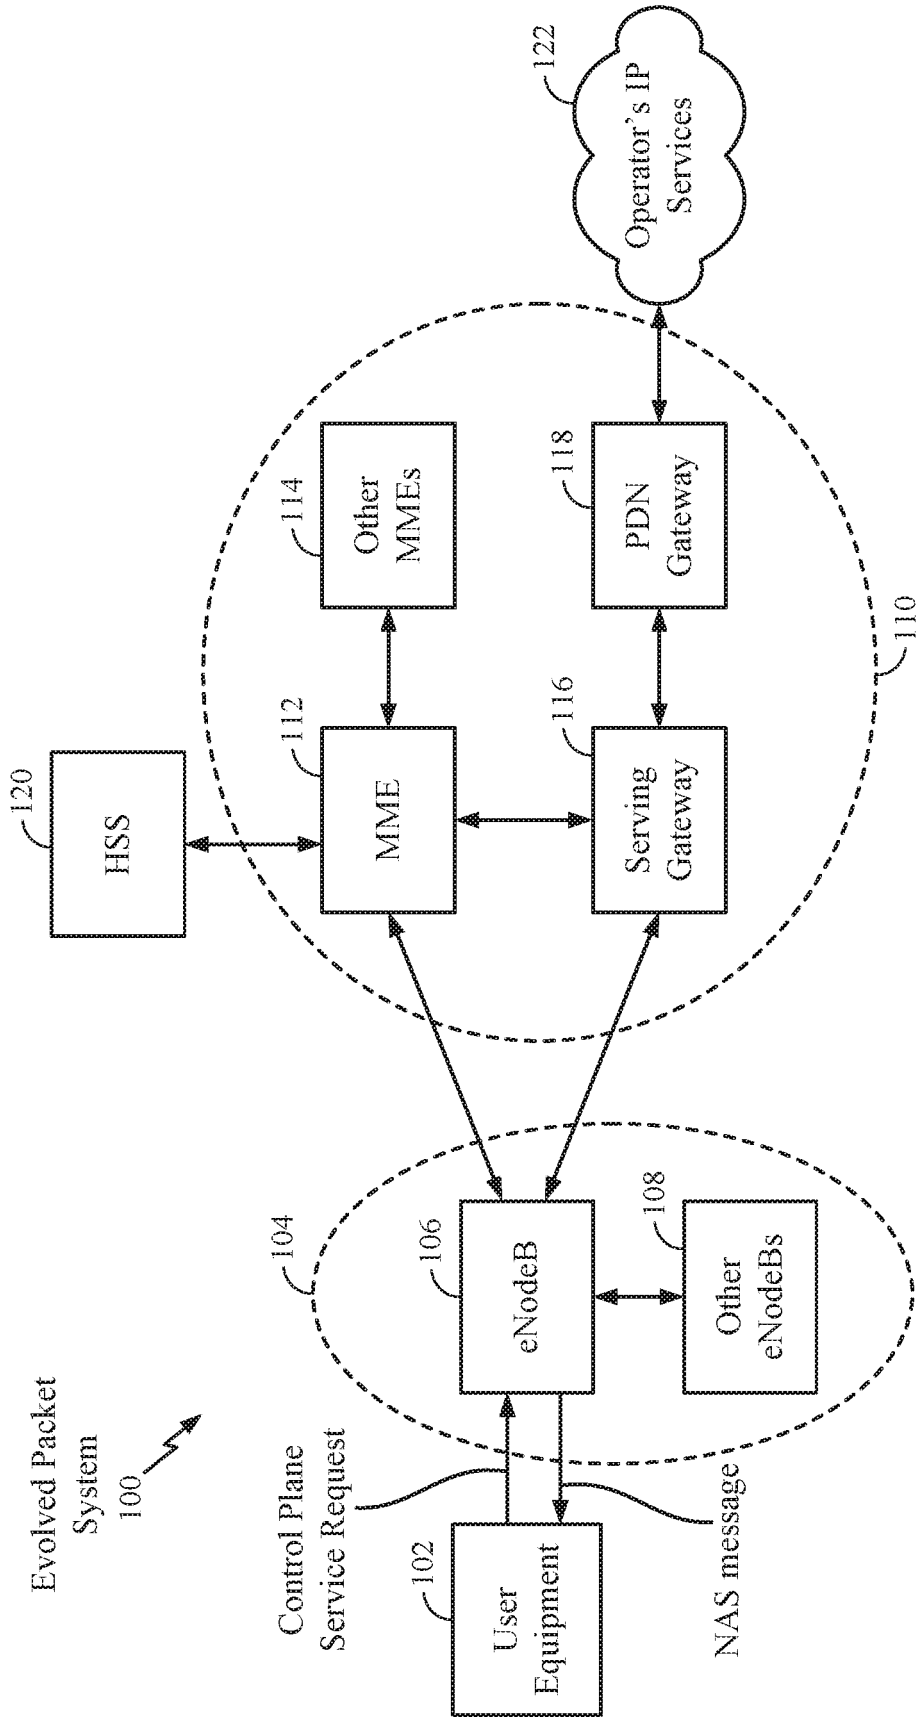 Evolved Packet
System
100
Control Plane
Service Request
102
User
Equipment
NAS message
104
106
eNodeB
108
Other
eNodeBs
120
HSS
112
MME
114
Other
MMEs
116
Serving
Gateway
118
PDN
Gateway
110
122
Operator's IP
Services